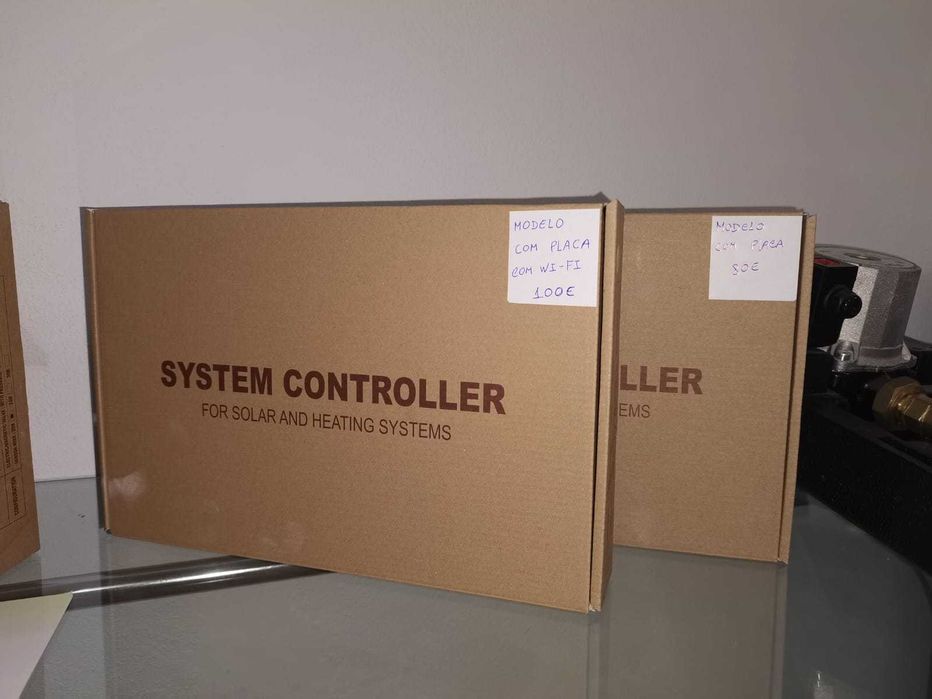 MODELO
COM PLACA
COM WI-FI
100€
SYSTEM CONTROLLER
FOR SOLAR AND HEATING SYSTEMS
MODELO
COM PLACA
80€
LLER
EMS